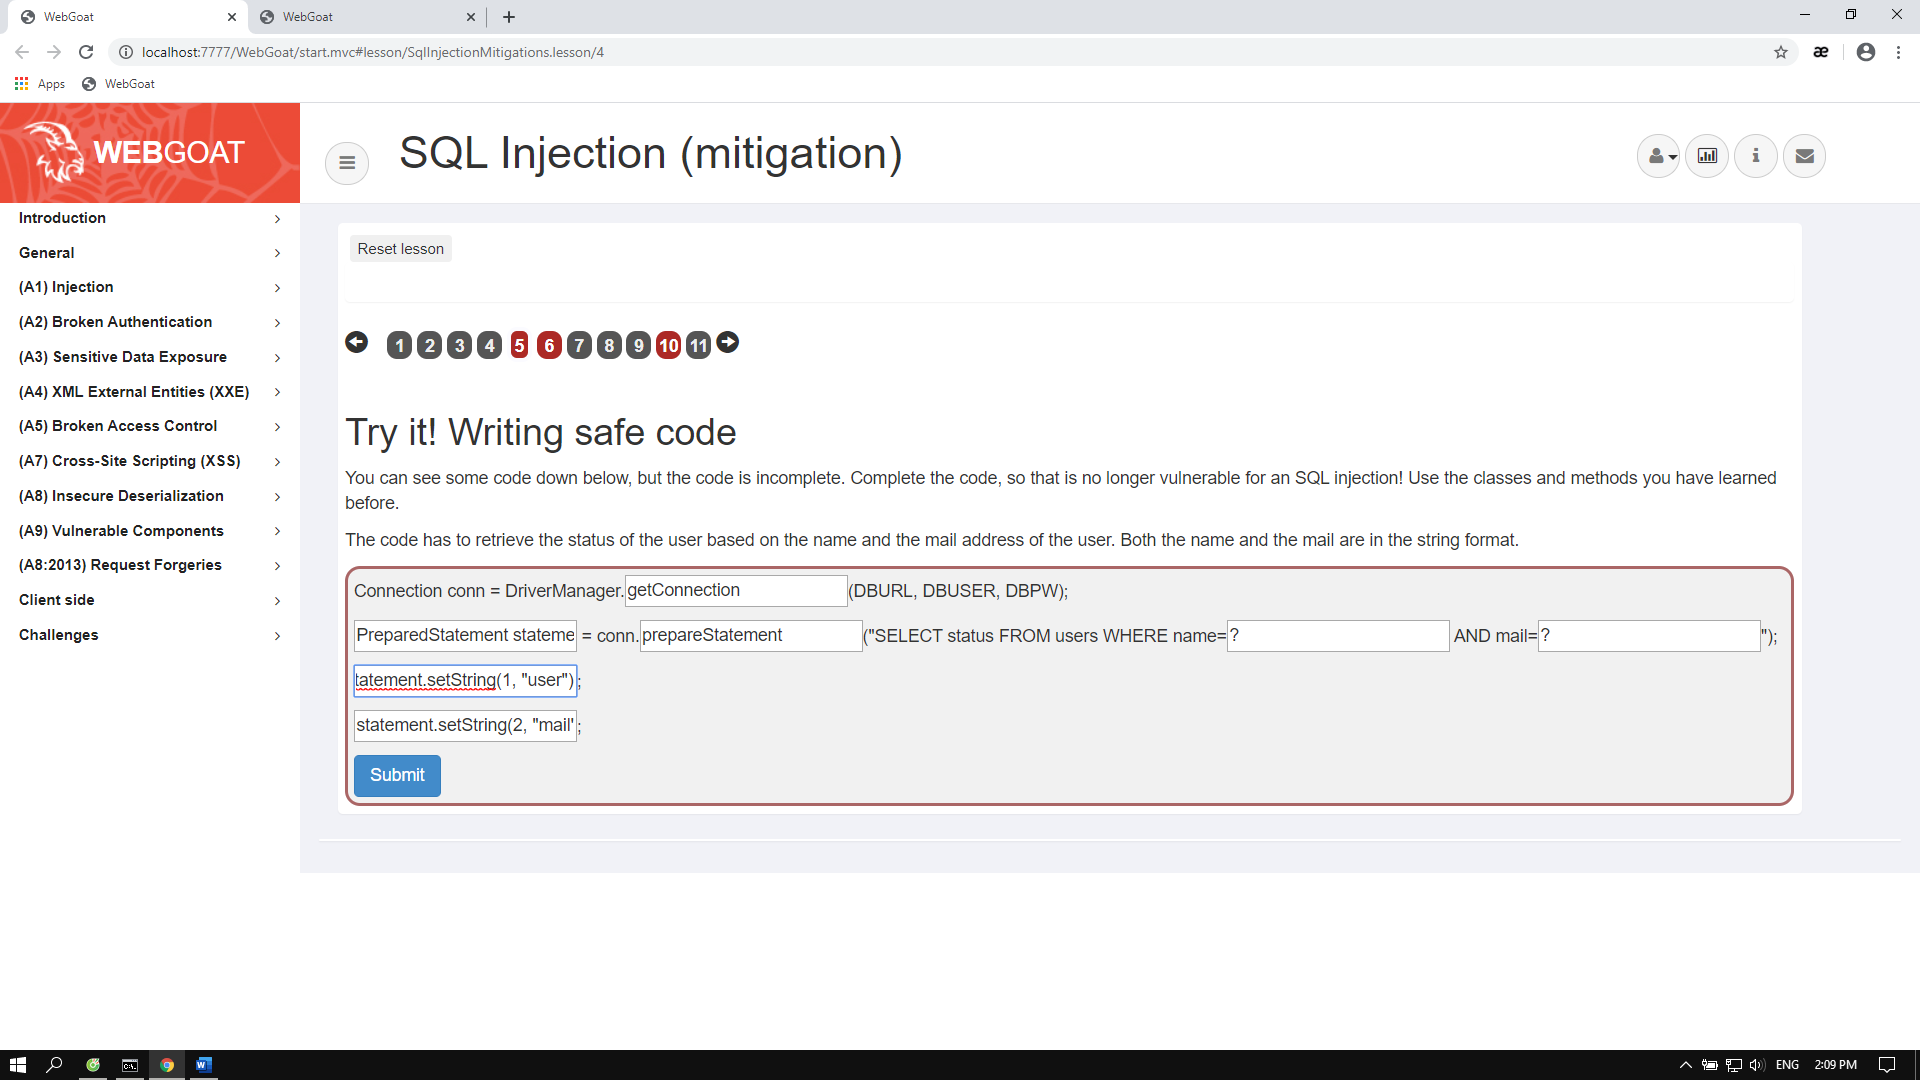 WebGoat
WebGoat
localhost:7777/WebGoat/start.mvc#lesson/SqlInjectionMitigations.lesson/4
Apps
WebGoat
WEBGOAT
SQL Injection (mitigation)
Introduction
General
(A1) Injection
(A2) Broken Authentication
(A3) Sensitive Data Exposure
(A4) XML External Entities (XXE)
(A5) Broken Access Control
(A7) Cross-Site Scripting (XSS)
(A8) Insecure Deserialization
(A9) Vulnerable Components
(A8:2013) Request Forgeries
Client side
Challenges
Reset lesson
1 2 3 4 5 6 7 8 9 10 11
Try it! Writing safe code
You can see some code down below, but the code is incomplete. Complete the code, so that is no longer vulnerable for an SQL injection! Use the classes and methods you have learned
before.
The code has to retrieve the status of the user based on the name and the mail address of the user. Both the name and the mail are in the string format.
Connection conn = DriverManager.getConnection(DBURL, DBUSER, DBPW);
PreparedStatement stateme = conn.prepareStatement("SELECT status FROM users WHERE name=? AND mail=?");
tatement.setString(1, "user");
statement.setString(2, "mail";
Submit
ENG
2:09 PM